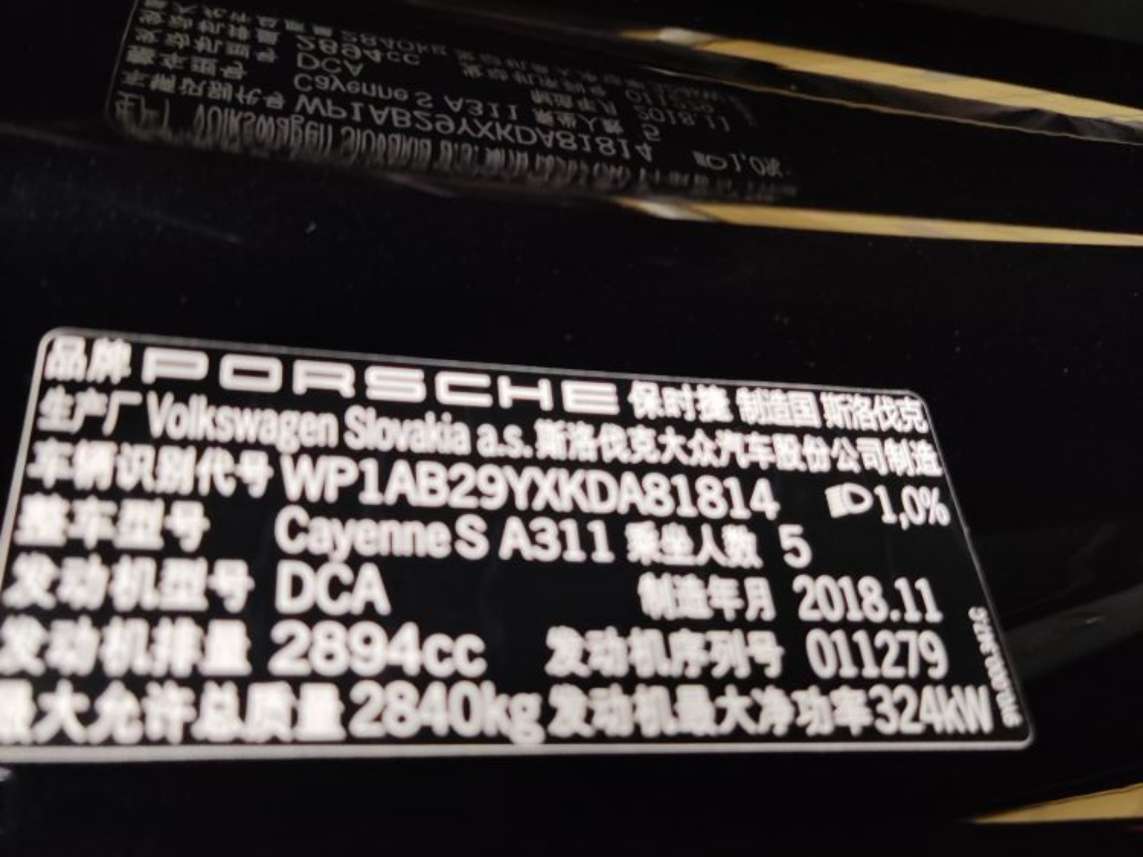 品牌 PORSCHE 保时捷 制造国 斯洛伐克
生产厂 Volkswagen Slovakia a.s. 斯洛伐克大众汽车股份公司制造
车辆识别代号 WP1AB29YXKDA81814 1,0%
整车型号 Cayenne S A311 乘坐人数 5
发动机型号 DCA 制造年月 2018.11
发动机排量 2894cc 发动机序列号 011279
最大允许总质量 2840kg 发动机最大净功率 324kW